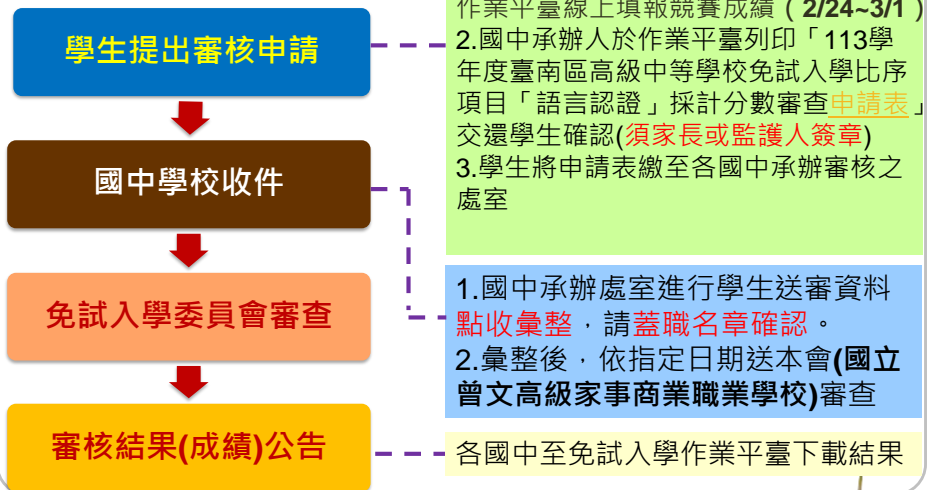 學生提出審核申請
作業平臺線上填報競賽成績（2/24~3/1）
2.國中承辦人於作業平臺列印「113學
年度臺南區高級中等學校免試入學比序
項目「語言認證」採計分數審查申請表」
交還學生確認(須家長或監護人簽章)
3.學生將申請表繳至各國中承辦審核之
處室
國中學校收件
1.國中承辦處室進行學生送審資料
點收彙整，請蓋職名章確認。
2.彙整後，依指定日期送本會(國立
曾文高級家事商業職業學校)審查
免試入學委員會審查
審核結果(成績)公告
各國中至免試入學作業平臺下載結果